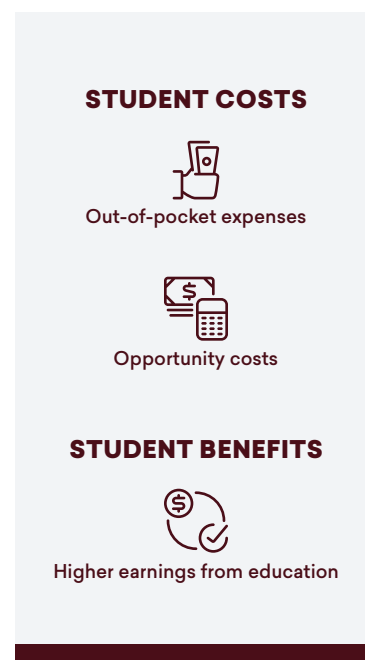 STUDENT COSTS
Out-of-pocket expenses
$
Opportunity costs
STUDENT BENEFITS
$
Higher earnings from education